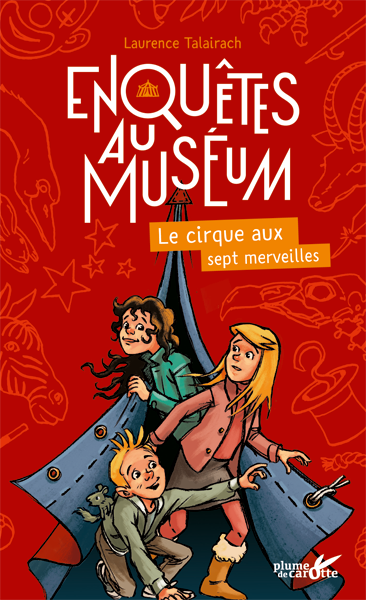 Laurence Talairach
ENQUÊTES
AU
MUSÉUM
Le cirque aux
sept merveilles
plume
de carotte